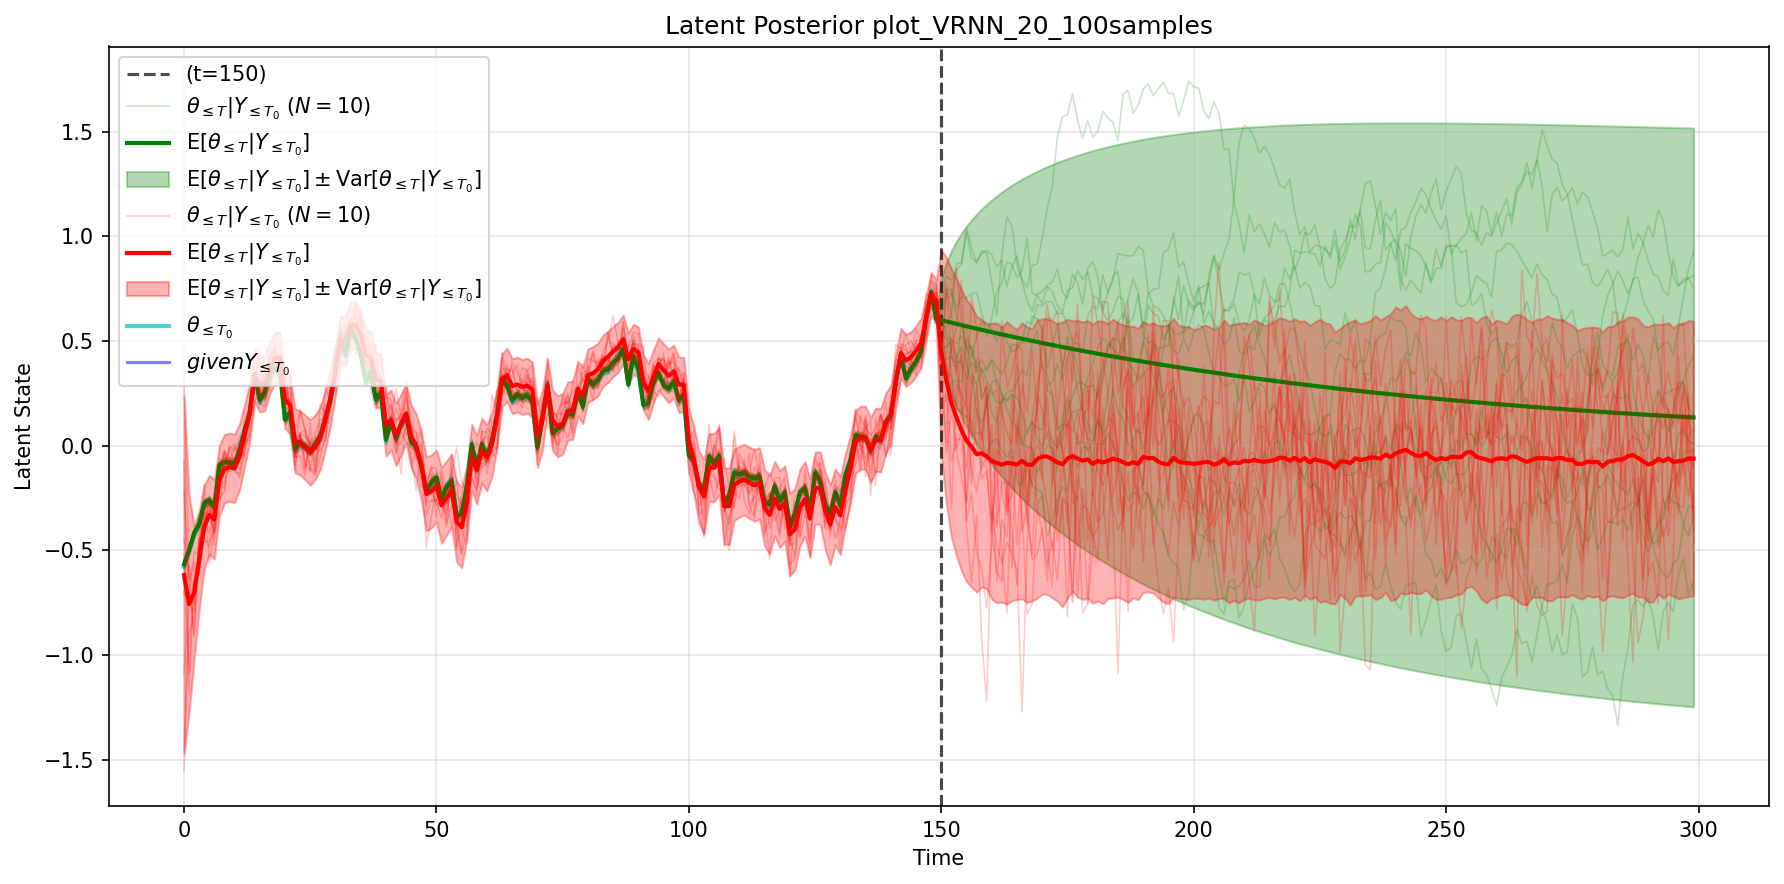 Latent Posterior plot_VRNN_20_100samples
(t=150)
θ≤T|Y≤T₀ (N = 10)
E[θ≤T|Y≤T₀]
E[θ≤T|Y≤T₀] ± Var[θ≤T|Y≤T₀]
θ≤T|Y≤T₀ (N = 10)
E[θ≤T|Y≤T₀]
E[θ≤T|Y≤T₀] ± Var[θ≤T|Y≤T₀]
θ≤T₀
givenY≤T₀
Latent State
1.5
1.0
0.5
0.0
−0.5
−1.0
−1.5
0
50
100
150
200
250
300
Time